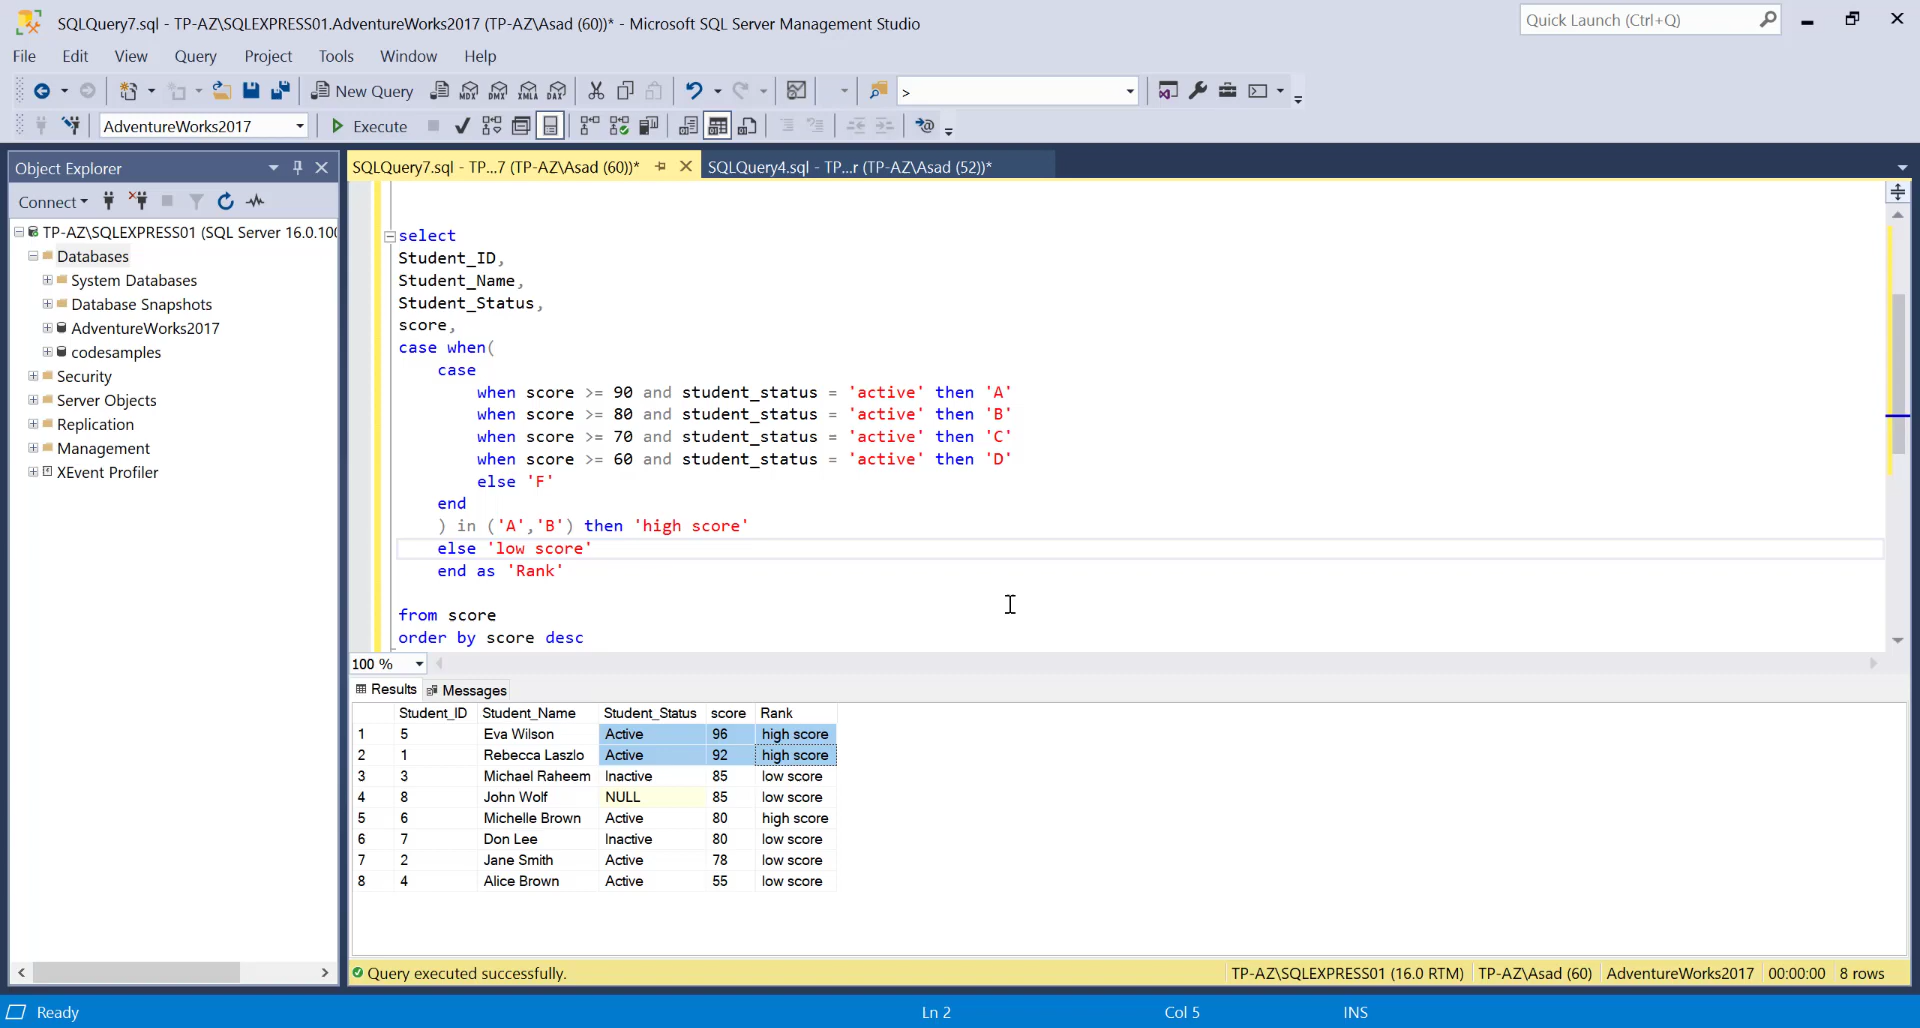 SQLQuery7.sql - TP-AZ\SQLEXPRESS01.AdventureWorks2017 (TP-AZ\Asad (60))* - Microsoft SQL Server Management Studio
Quick Launch (Ctrl+Q)
File Edit View Query Project Tools Window Help
New Query MDX DMX XMLA DAX >
AdventureWorks2017 Execute
Object Explorer
SQLQuery7.sql - TP...7 (TP-AZ\Asad (60))*
SQLQuery4.sql - TP...r (TP-AZ\Asad (52))*
Connect
TP-AZ\SQLEXPRESS01 (SQL Server 16.0.100
Databases
System Databases
Database Snapshots
AdventureWorks2017
codesamples
Security
Server Objects
Replication
Management
XEvent Profiler
select
Student_ID,
Student_Name,
Student_Status,
score,
case when(
case
when score >= 90 and student_status = 'active' then 'A'
when score >= 80 and student_status = 'active' then 'B'
when score >= 70 and student_status = 'active' then 'C'
when score >= 60 and student_status = 'active' then 'D'
else 'F'
end
) in ('A','B') then 'high score'
else 'low score'
end as 'Rank'
from score
order by score desc
100 %
Results Messages
Student_ID Student_Name Student_Status score Rank
1 5 Eva Wilson Active 96 high score
2 1 Rebecca Laszlo Active 92 high score
3 3 Michael Raheem Inactive 85 low score
4 8 John Wolf NULL 85 low score
5 6 Michelle Brown Active 80 high score
6 7 Don Lee Inactive 80 low score
7 2 Jane Smith Active 78 low score
8 4 Alice Brown Active 55 low score
Query executed successfully.
TP-AZ\SQLEXPRESS01 (16.0 RTM) TP-AZ\Asad (60) AdventureWorks2017 00:00:00 8 rows
Ready Ln 2 Col 5 INS